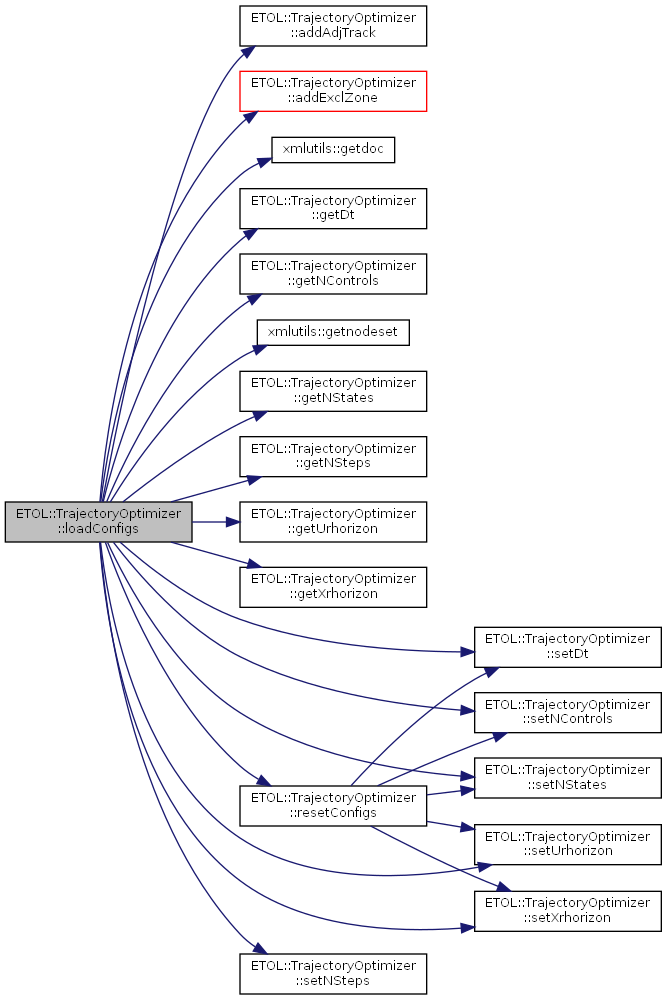 ETOL::TrajectoryOptimizer
::addAdjTrack
ETOL::TrajectoryOptimizer
::addExclZone
xmlutils::getdoc
ETOL::TrajectoryOptimizer
::getDt
ETOL::TrajectoryOptimizer
::getNControls
xmlutils::getnodeset
ETOL::TrajectoryOptimizer
::getNStates
ETOL::TrajectoryOptimizer
::getNSteps
ETOL::TrajectoryOptimizer
::loadConfigs
ETOL::TrajectoryOptimizer
::getUrhorizon
ETOL::TrajectoryOptimizer
::getXrhorizon
ETOL::TrajectoryOptimizer
::setDt
ETOL::TrajectoryOptimizer
::setNControls
ETOL::TrajectoryOptimizer
::setNStates
ETOL::TrajectoryOptimizer
::resetConfigs
ETOL::TrajectoryOptimizer
::setUrhorizon
ETOL::TrajectoryOptimizer
::setXrhorizon
ETOL::TrajectoryOptimizer
::setNSteps